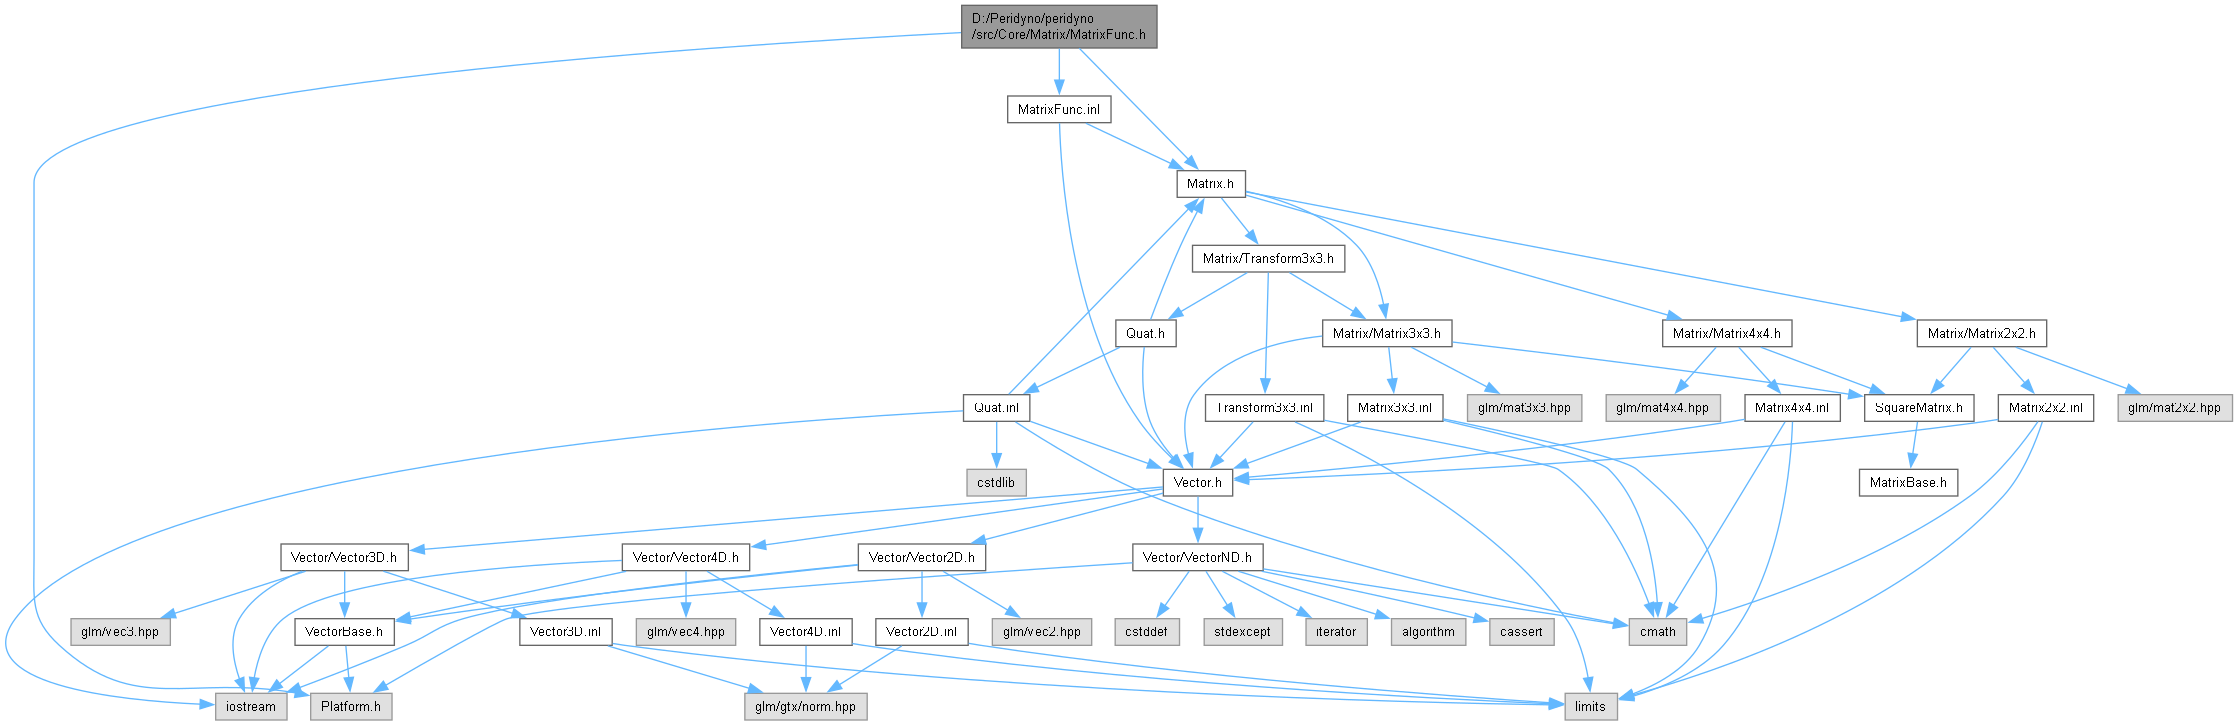 D:/Peridyno/peridyno
/src/Core/Matrix/MatrixFunc.h
MatrixFunc.inl
Matrix.h
Matrix/Transform3x3.h
Quat.h
Matrix/Matrix3x3.h
Matrix/Matrix4x4.h
Matrix/Matrix2x2.h
Quat.inl
Transform3x3.inl
Matrix3x3.inl
glm/mat3x3.hpp
glm/mat4x4.hpp
Matrix4x4.inl
SquareMatrix.h
Matrix2x2.inl
glm/mat2x2.hpp
cstdlib
Vector.h
MatrixBase.h
Vector/Vector3D.h
Vector/Vector4D.h
Vector/Vector2D.h
Vector/VectorND.h
glm/vec3.hpp
VectorBase.h
Vector3D.inl
glm/vec4.hpp
Vector4D.inl
Vector2D.inl
glm/vec2.hpp
cstddef
stdexcept
iterator
algorithm
cassert
cmath
iostream
Platform.h
glm/gtx/norm.hpp
limits